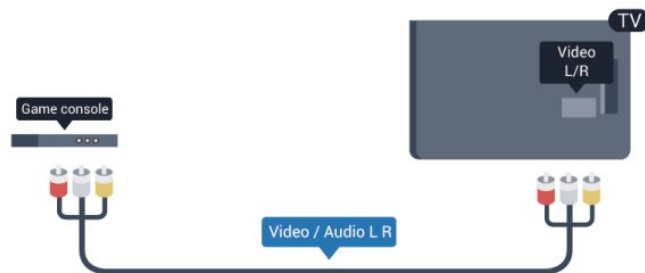 TV
Video
L/R
Game console
Video / Audio L R